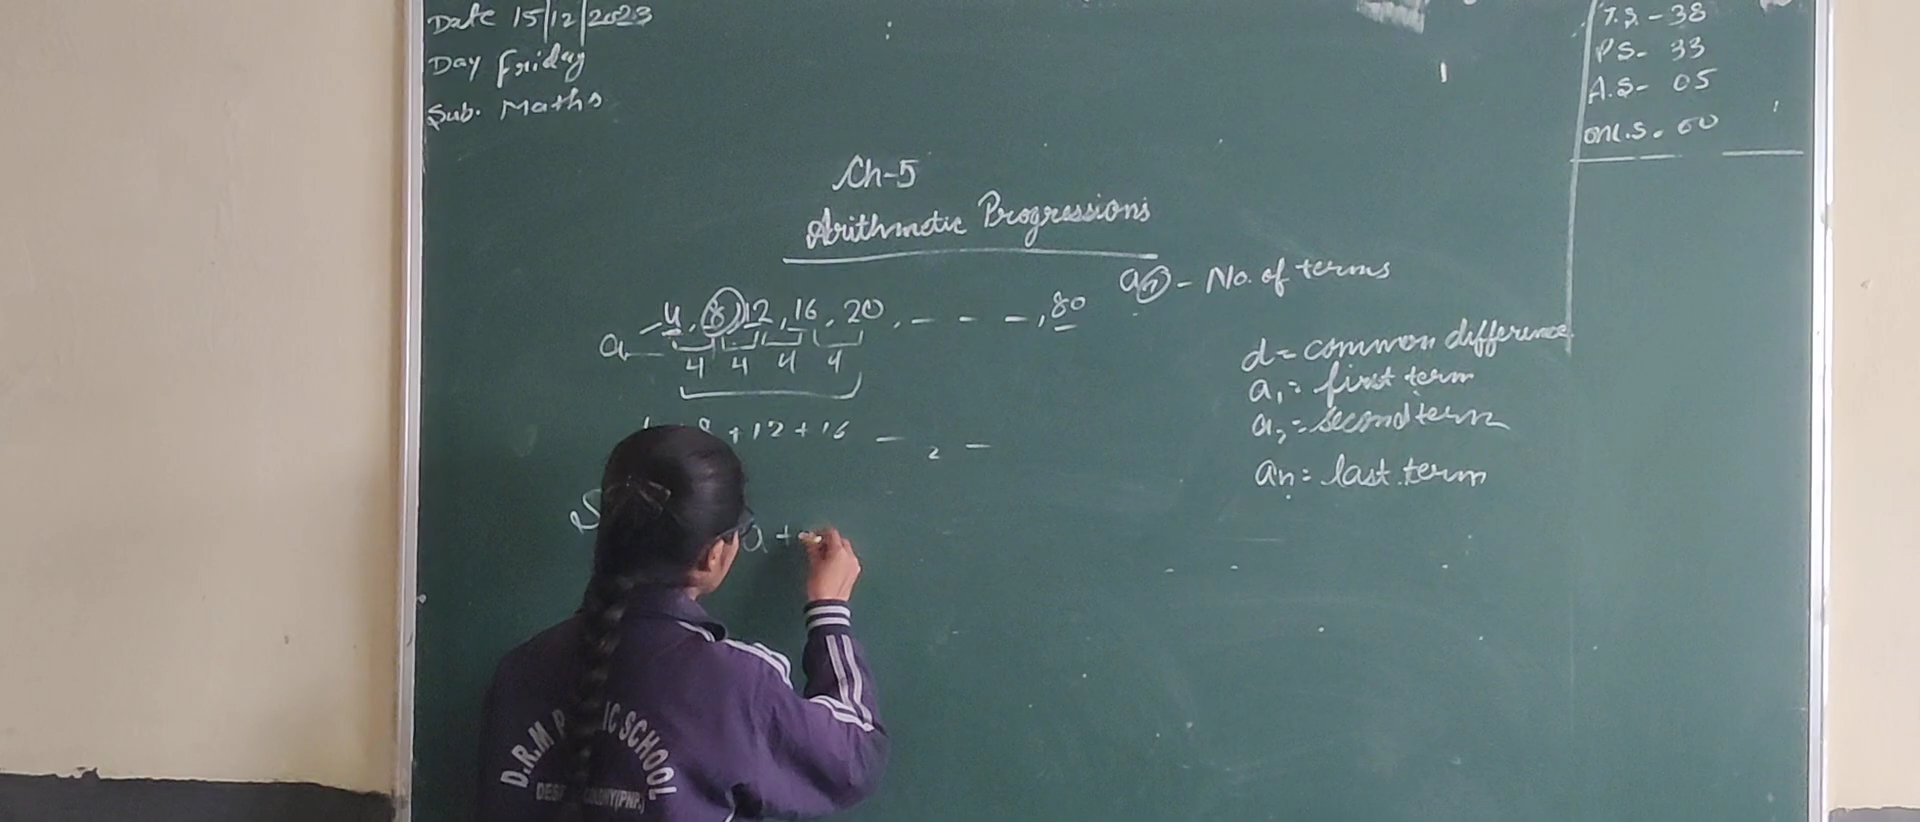 Date 15/12/2023
Day Friday
Sub. Maths
T.S. - 38
P.S. - 33
A.S - 05
Ch-5
Arithmetic Progressions
4, 8, 12, 16, 20, - - -, 80
a
4 4 4 4
+ 12 + 16 - -
S
a +
- No. of terms
d = common difference
a₁ = first term
a₂ = second term
an = last term
D.R.M P IC SCHOOL
(PNP.)